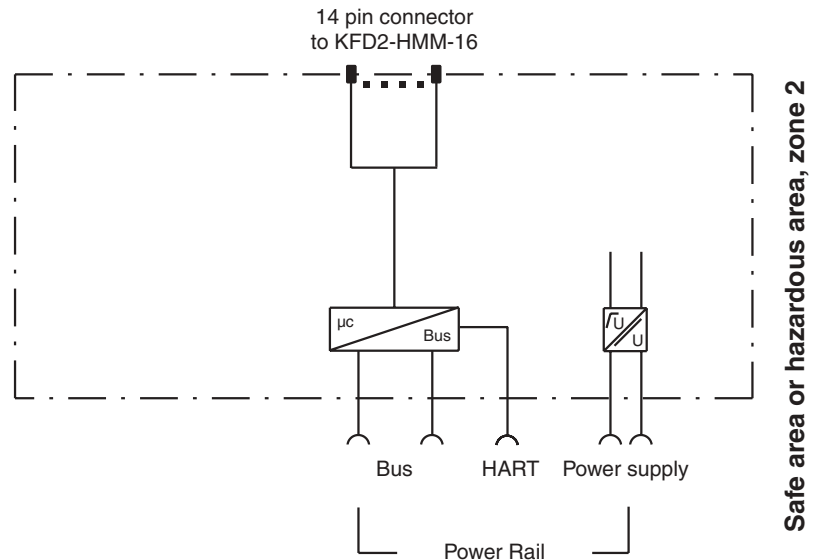 14 pin connector
to KFD2-HMM-16
Safe area or hazardous area, zone 2
µc
Bus
U
U
Bus
HART
Power supply
Power Rail